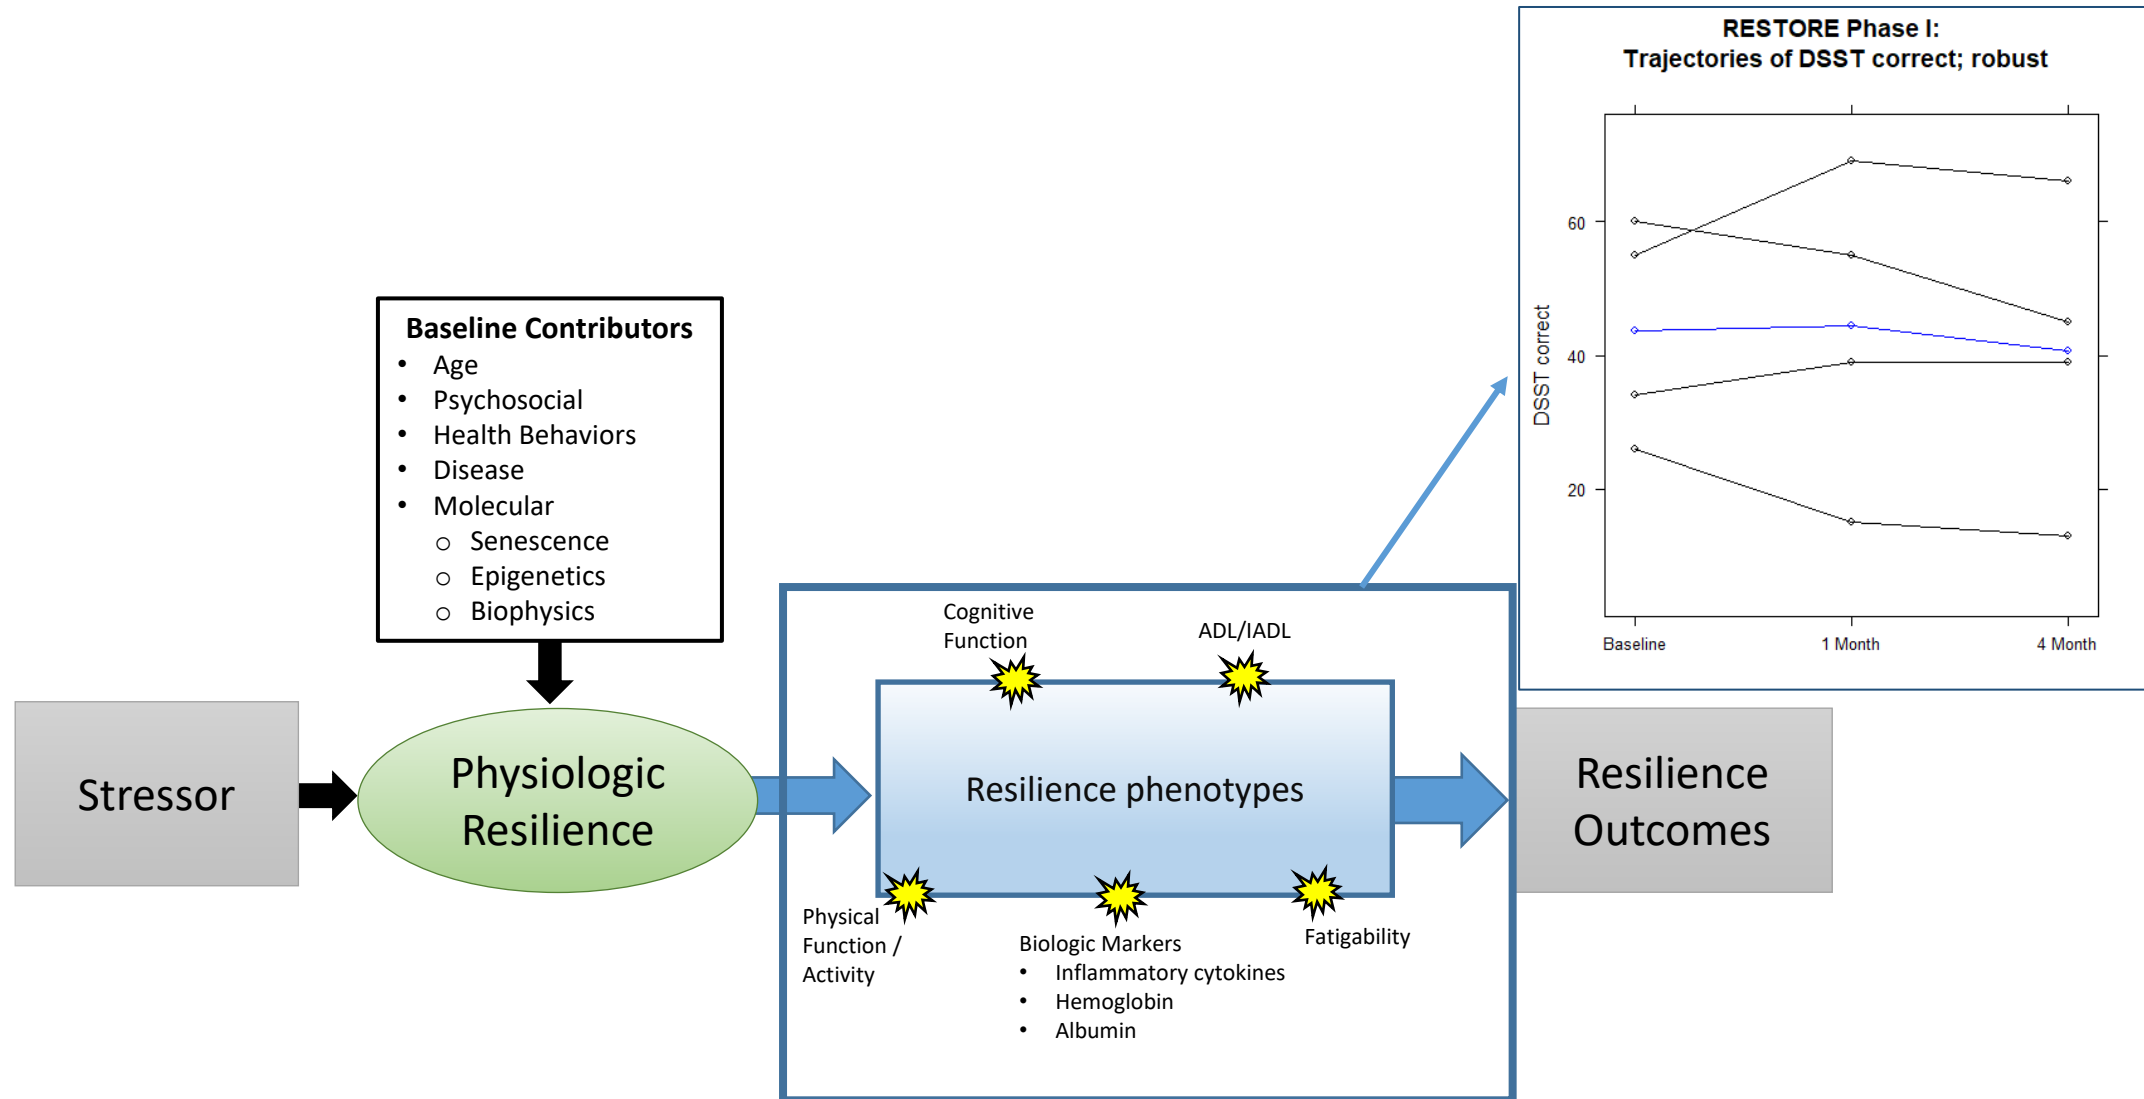 RESTORE Phase I:
Trajectories of DSST correct; robust
DSST correct
60
40
20
Baseline
1 Month
4 Month
Baseline Contributors
• Age
• Psychosocial
• Health Behaviors
• Disease
• Molecular
o Senescence
o Epigenetics
o Biophysics
Stressor
Physiologic
Resilience
Cognitive
Function
ADL/IADL
Resilience phenotypes
Physical
Function /
Activity
Biologic Markers
• Inflammatory cytokines
• Hemoglobin
• Albumin
Fatigability
Resilience
Outcomes